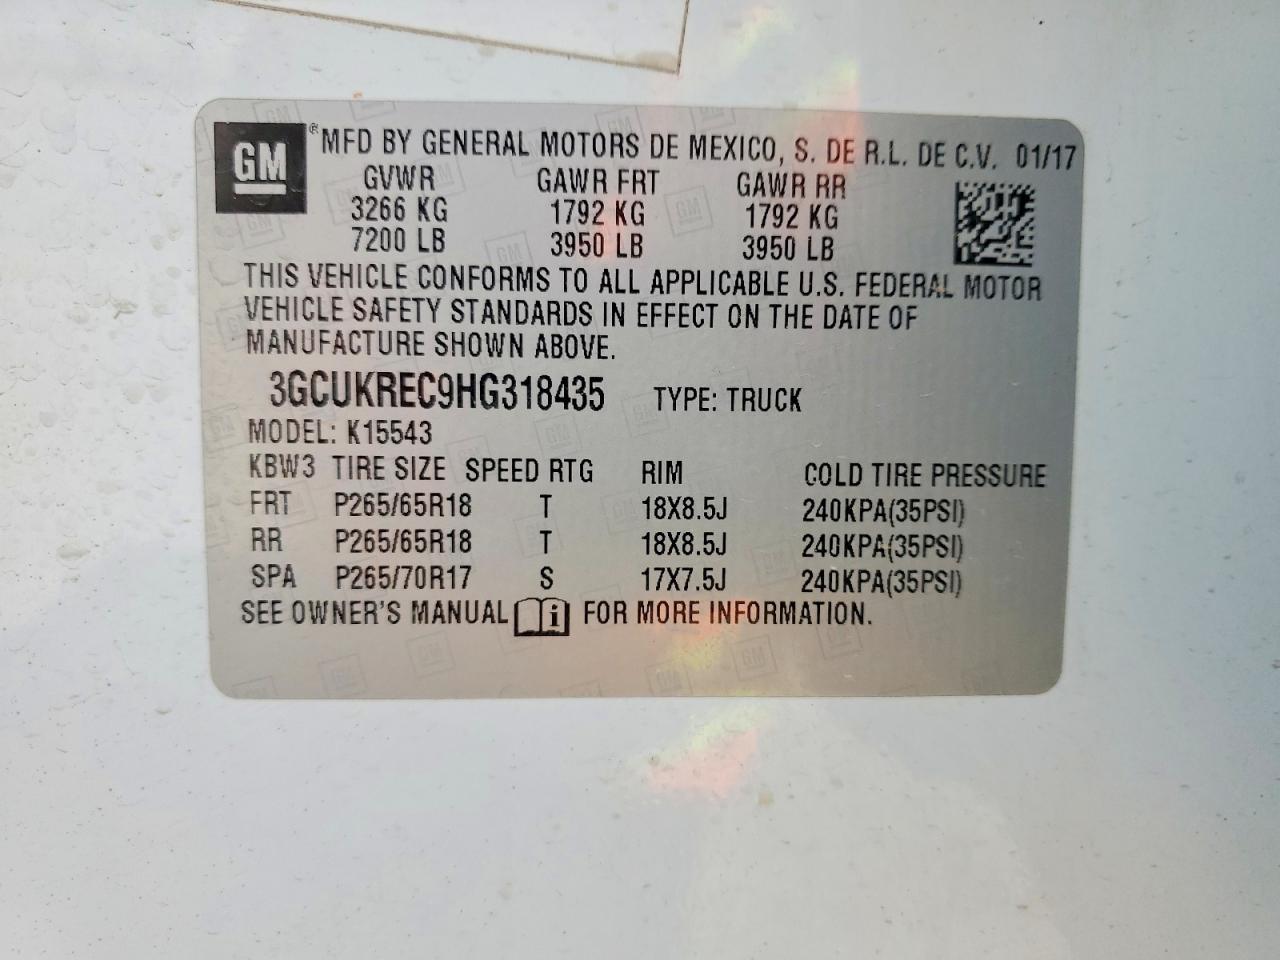 GM ® MFD BY GENERAL MOTORS DE MEXICO, S. DE R.L. DE C.V. 01/17
GVWR GAWR FRT GAWR RR
3266 KG 1792 KG 1792 KG
7200 LB 3950 LB 3950 LB
THIS VEHICLE CONFORMS TO ALL APPLICABLE U.S. FEDERAL MOTOR
VEHICLE SAFETY STANDARDS IN EFFECT ON THE DATE OF
MANUFACTURE SHOWN ABOVE.
3GCUKREC9HG318435 TYPE: TRUCK
MODEL: K15543
KBW3 TIRE SIZE SPEED RTG RIM COLD TIRE PRESSURE
FRT P265/65R18 T 18X8.5J 240KPA(35PSI)
RR P265/65R18 T 18X8.5J 240KPA(35PSI)
SPA P265/70R17 S 17X7.5J 240KPA(35PSI)
SEE OWNER'S MANUAL i FOR MORE INFORMATION.